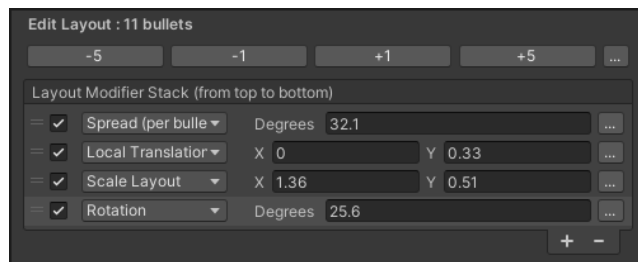 Edit Layout : 11 bullets
-5 -1 +1 +5 ...
Layout Modifier Stack (from top to bottom)
Spread (per bulle Degrees 32.1 ...
Local Translation X 0 Y 0.33 ...
Scale Layout X 1.36 Y 0.51 ...
Rotation Degrees 25.6 ...
+ −